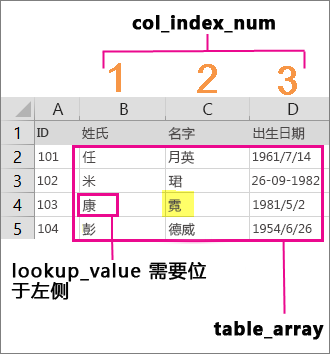 col_index_num
1 2 3
A B C D
1 ID 姓氏 名字 出生日期
2 101 任 月英 1961/7/14
3 102 米 珺 26-09-1982
4 103 康 霓 1981/5/2
5 104 彭 德威 1954/6/26
lookup_value 需要位
于左侧
table_array